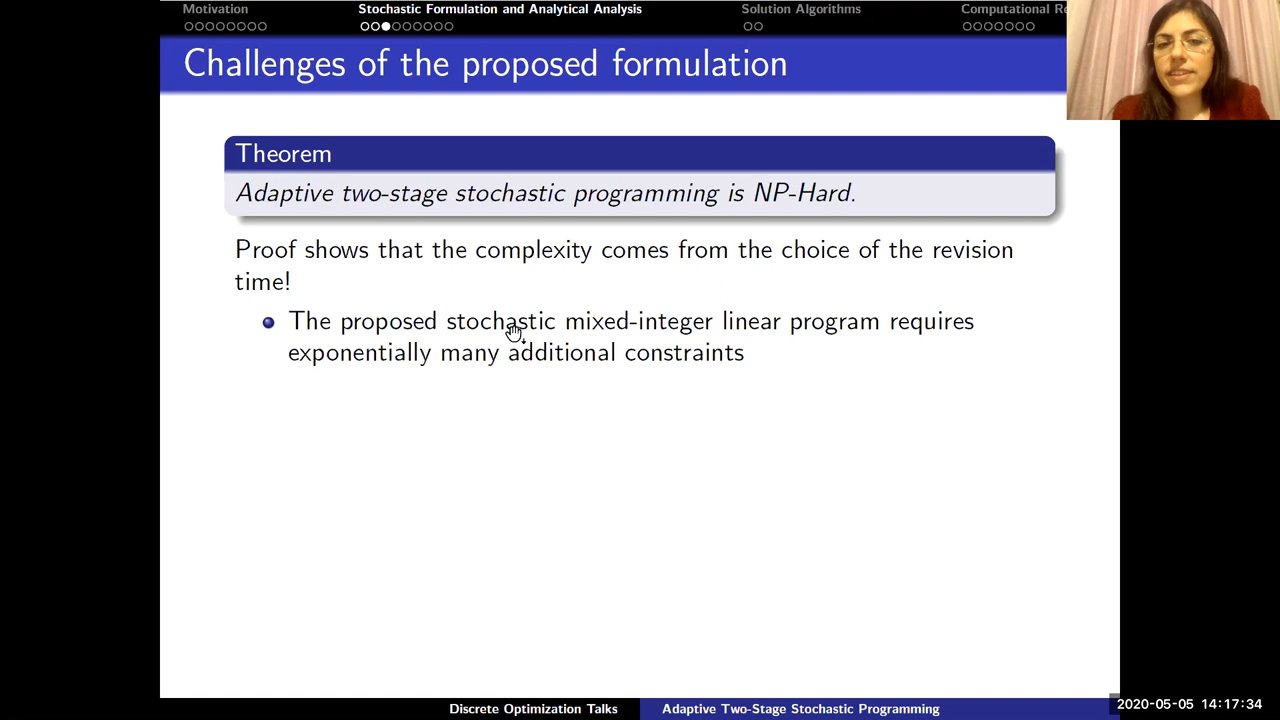 Motivation
Stochastic Formulation and Analytical Analysis
Solution Algorithms
Computational
Challenges of the proposed formulation
Theorem
Adaptive two-stage stochastic programming is NP-Hard.
Proof shows that the complexity comes from the choice of the revision
time!
The proposed stochastic mixed-integer linear program requires
exponentially many additional constraints
Discrete Optimization Talks
Adaptive Two-Stage Stochastic Programming
2020-05-05 14:17:34